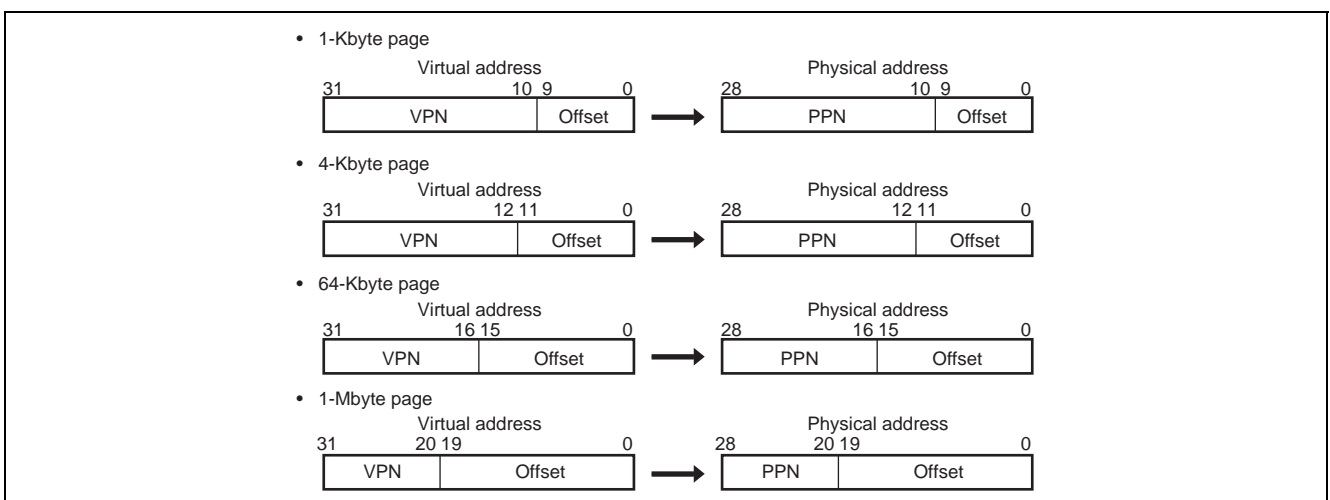 • 1-Kbyte page
Virtual address Physical address
31 10 9 0 28 10 9 0
VPN Offset PPN Offset
• 4-Kbyte page
Virtual address Physical address
31 12 11 0 28 12 11 0
VPN Offset PPN Offset
• 64-Kbyte page
Virtual address Physical address
31 16 15 0 28 16 15 0
VPN Offset PPN Offset
• 1-Mbyte page
Virtual address Physical address
31 20 19 0 28 20 19 0
VPN Offset PPN Offset